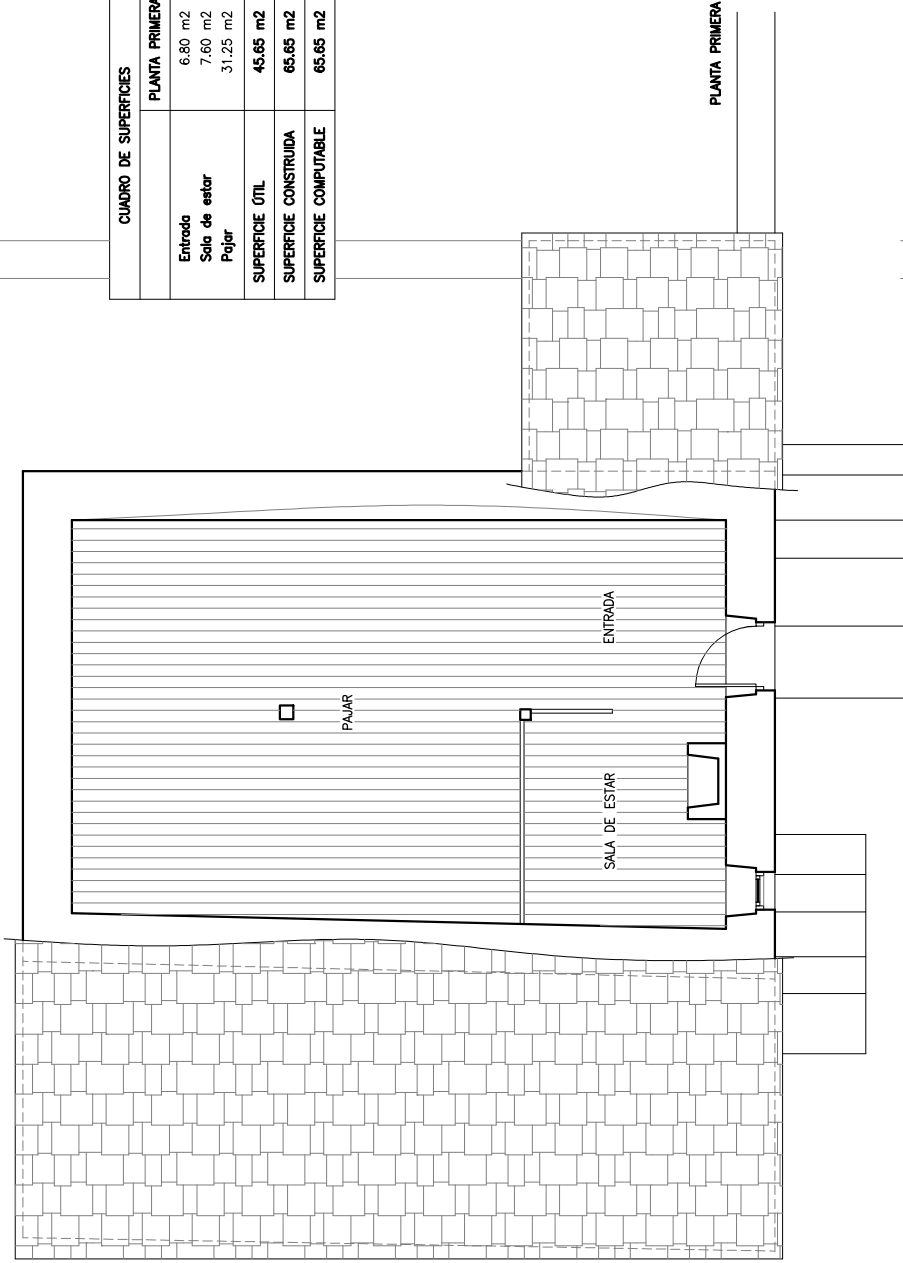 CUADRO DE SUPERFICIES
PLANTA PRIMERA
Entrada 6.80 m2
Sala de estar 7.60 m2
Pajar 31.25 m2
SUPERFICIE ÚTIL 45.65 m2
SUPERFICIE CONSTRUIDA 65.65 m2
SUPERFICIE COMPUTABLE 65.65 m2
PAJAR
SALA DE ESTAR
ENTRADA
PLANTA PRIMERA